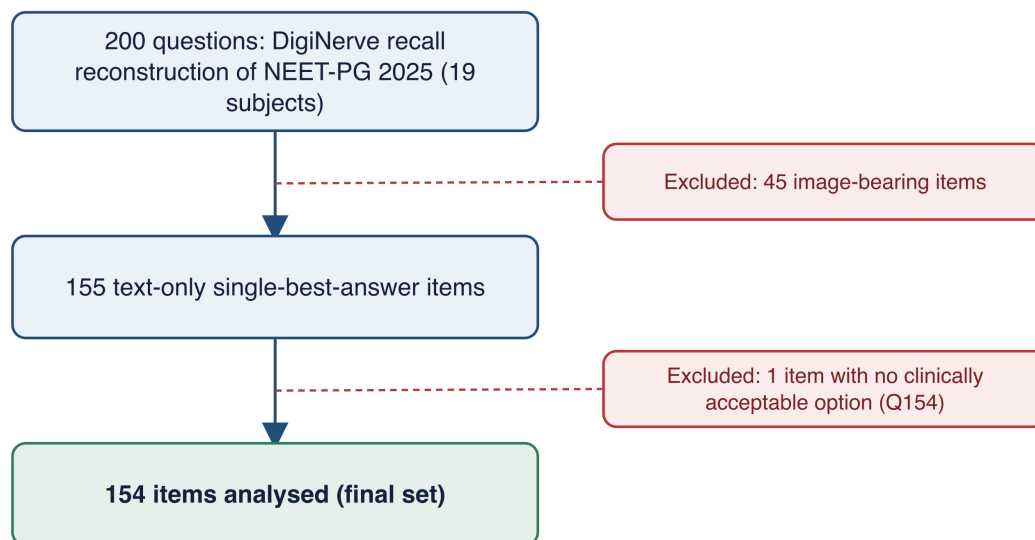 200 questions: DigiNerve recall
reconstruction of NEET-PG 2025 (19
subjects)
Excluded: 45 image-bearing items
155 text-only single-best-answer items
Excluded: 1 item with no clinically
acceptable option (Q154)
154 items analysed (final set)